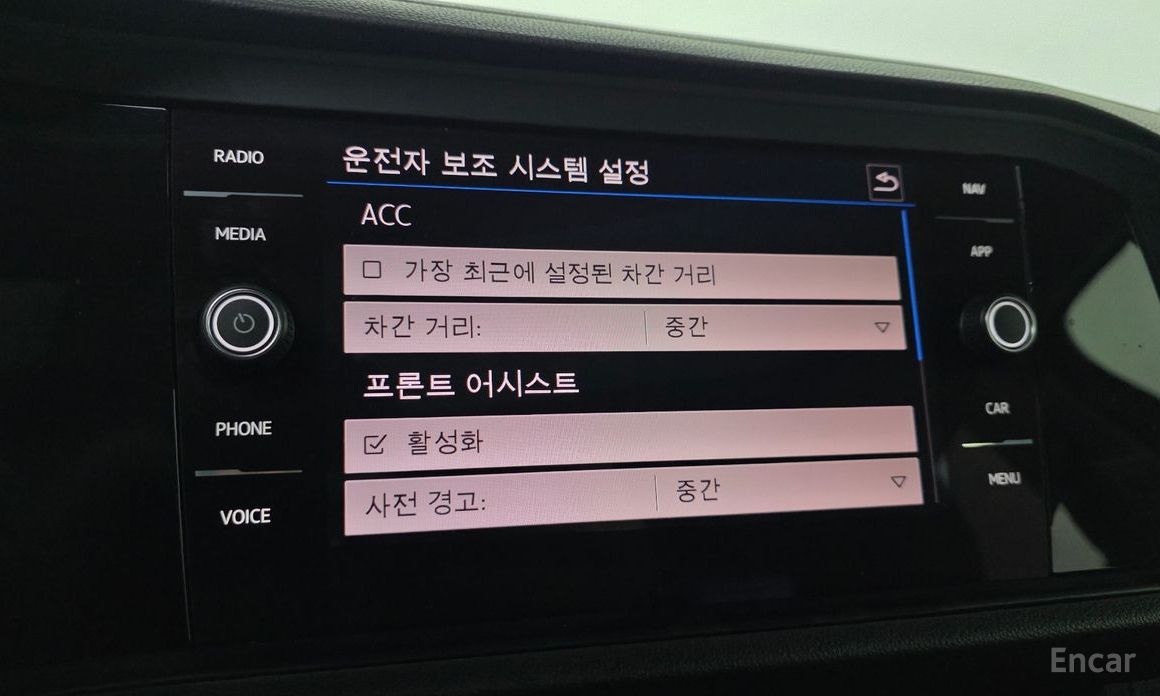 RADIO
MEDIA
PHONE
VOICE
운전자 보조 시스템 설정
ACC
가장 최근에 설정된 차간 거리
차간 거리: 중간
프론트 어시스트
활성화
사전 경고: 중간
NAV
APP
CAR
MENU
Encar